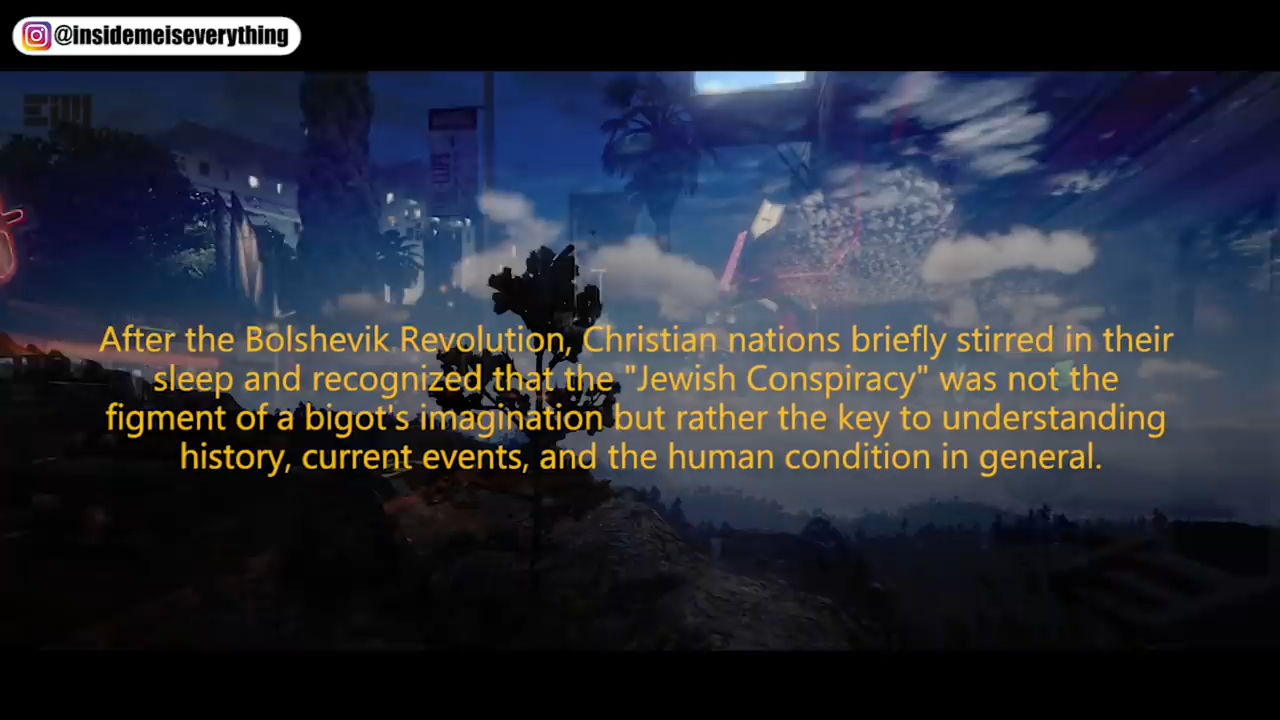 @insidemeiseverything
After the Bolshevik Revolution, Christian nations briefly stirred in their
sleep and recognized that the "Jewish Conspiracy" was not the
figment of a bigot's imagination but rather the key to understanding
history, current events, and the human condition in general.